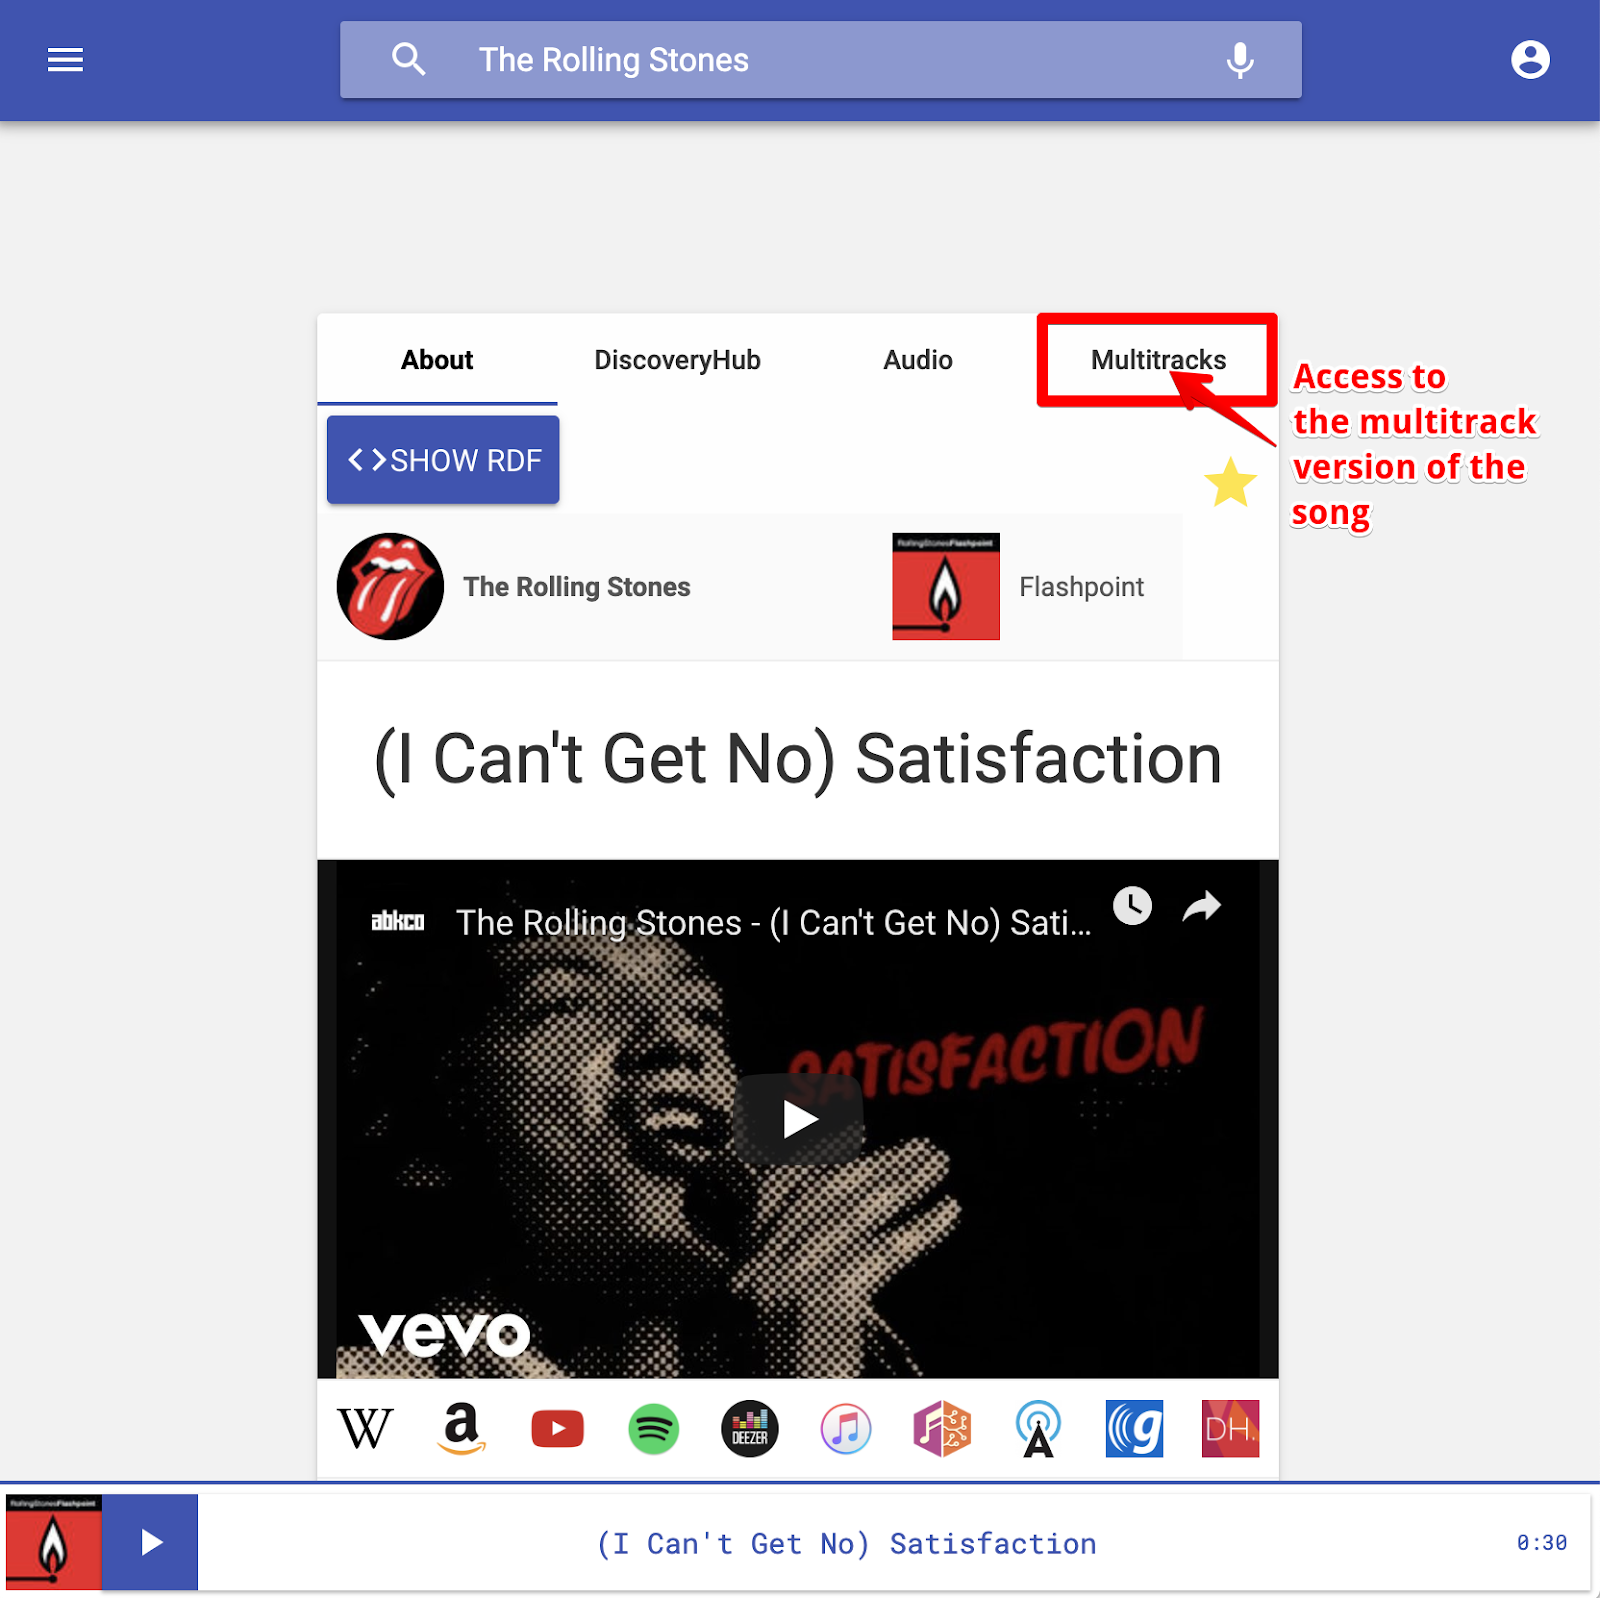 The Rolling Stones
About
DiscoveryHub
Audio
Multitracks
Access to
the multitrack
version of the
song
<>SHOW RDF
The Rolling Stones
RollingStonesFlashpoint
Flashpoint
(I Can't Get No) Satisfaction
abkco
The Rolling Stones - (I Can't Get No) Sati...
SATISFACTION
vevo
W
a
DEEZER
A
g
DH.
RollingStonesFlashpoint
(I Can't Get No) Satisfaction
0:30